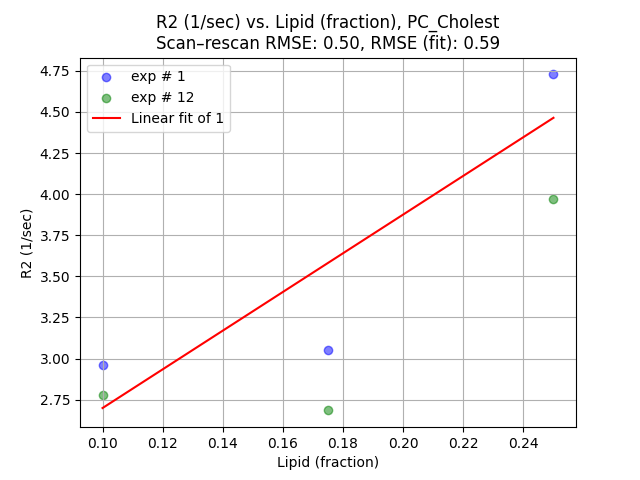 R2 (1/sec) vs. Lipid (fraction), PC_Cholest
Scan–rescan RMSE: 0.50, RMSE (fit): 0.59
exp # 1
exp # 12
Linear fit of 1
4.75
4.50
4.25
4.00
3.75
3.50
3.25
3.00
2.75
R2 (1/sec)
0.10 0.12 0.14 0.16 0.18 0.20 0.22 0.24
Lipid (fraction)